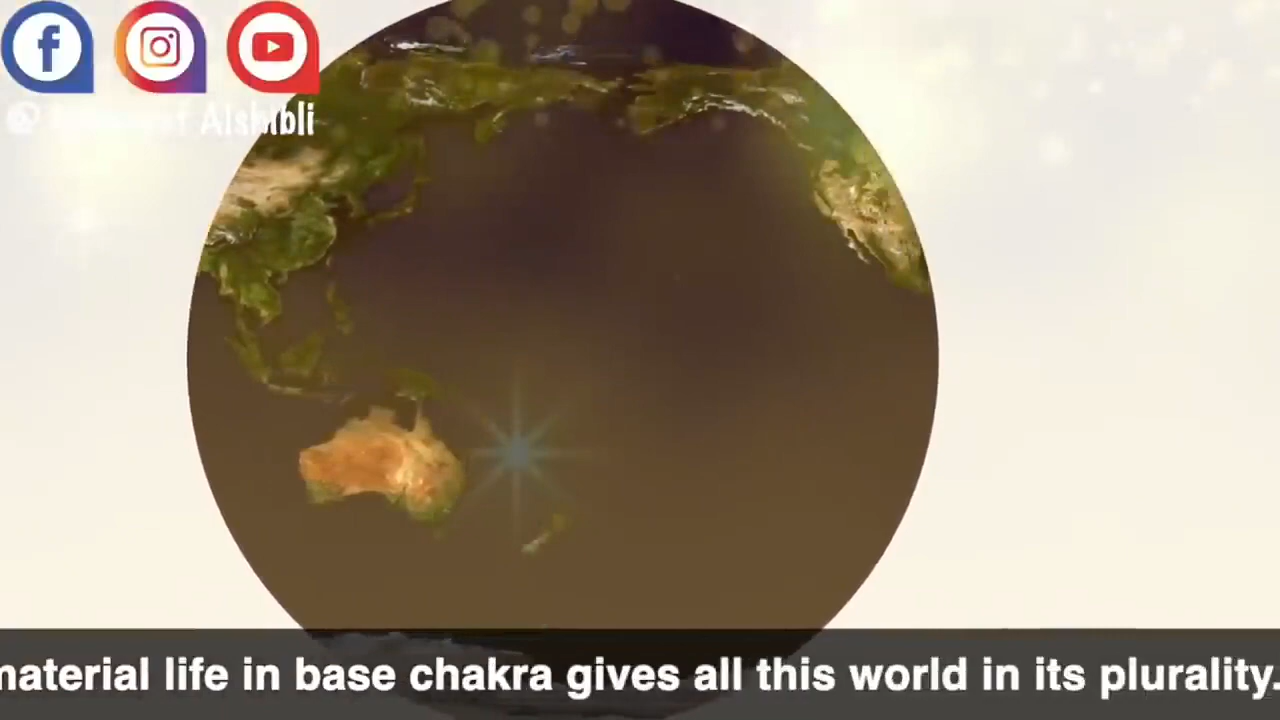 Alshibli
material life in base chakra gives all this world in its plurality.